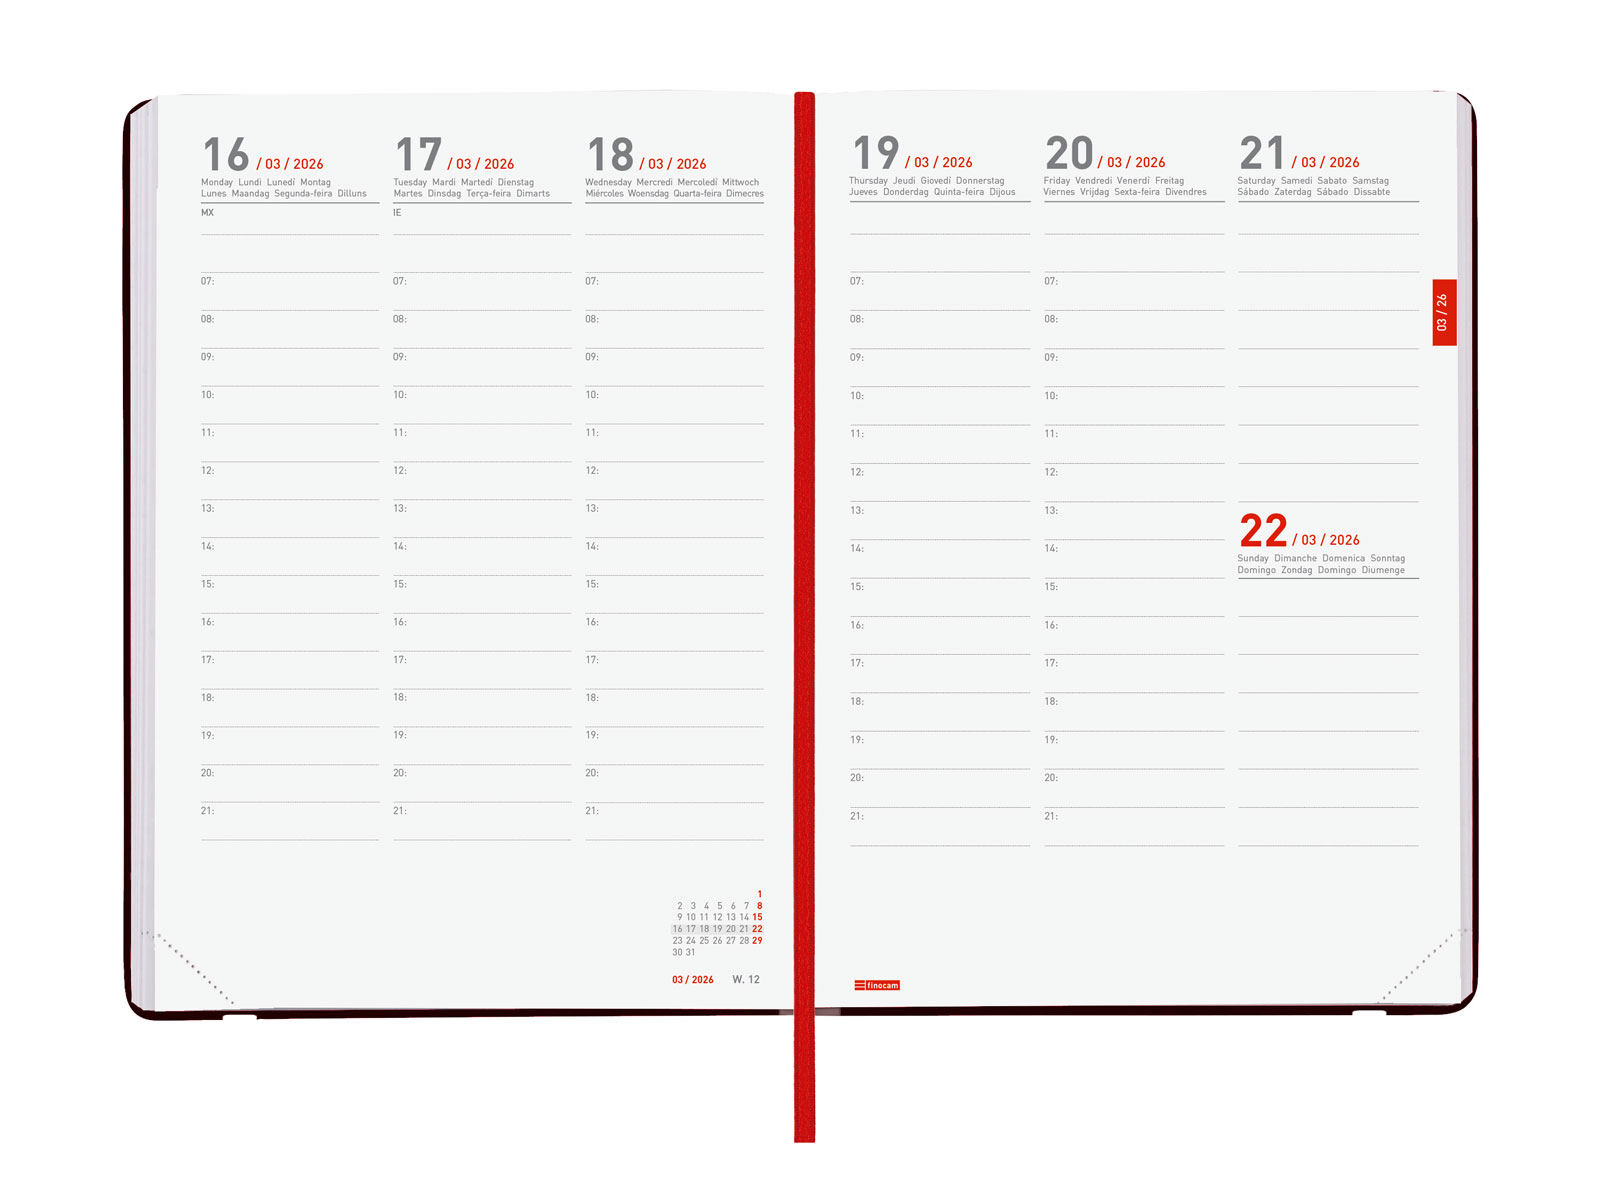 16 / 03 / 2026
Monday Lundi Lunedí Montag
Lunes Maandag Segunda-feira Dilluns
MX
07:
08:
09:
10:
11:
12:
13:
14:
15:
16:
17:
18:
19:
20:
21:
17 / 03 / 2026
Tuesday Mardi Martedí Dienstag
Martes Dinsdag Terça-feira Dimarts
IE
07:
08:
09:
10:
11:
12:
13:
14:
15:
16:
17:
18:
19:
20:
21:
18 / 03 / 2026
Wednesday Mercredi Mercoledí Mittwoch
Miércoles Woensdag Quarta-feira Dimecres
07:
08:
09:
10:
11:
12:
13:
14:
15:
16:
17:
18:
19:
20:
21:
1
2 3 4 5 6 7 8
9 10 11 12 13 14 15
16 17 18 19 20 21 22
23 24 25 26 27 28 29
30 31
03 / 2026 W. 12
19 / 03 / 2026
Thursday Jeudi Giovedí Donnerstag
Jueves Donderdag Quinta-feira Dijous
07:
08:
09:
10:
11:
12:
13:
14:
15:
16:
17:
18:
19:
20:
21:
20 / 03 / 2026
Friday Vendredi Venerdí Freitag
Viernes Vrijdag Sexta-feira Divendres
07:
08:
09:
10:
11:
12:
13:
14:
15:
16:
17:
18:
19:
20:
21:
21 / 03 / 2026
Saturday Samedi Sabato Samstag
Sábado Zaterdag Sábado Dissabte
22 / 03 / 2026
Sunday Dimanche Domenica Sonntag
Domingo Zondag Domingo Diumenge
03 / 26
finocam